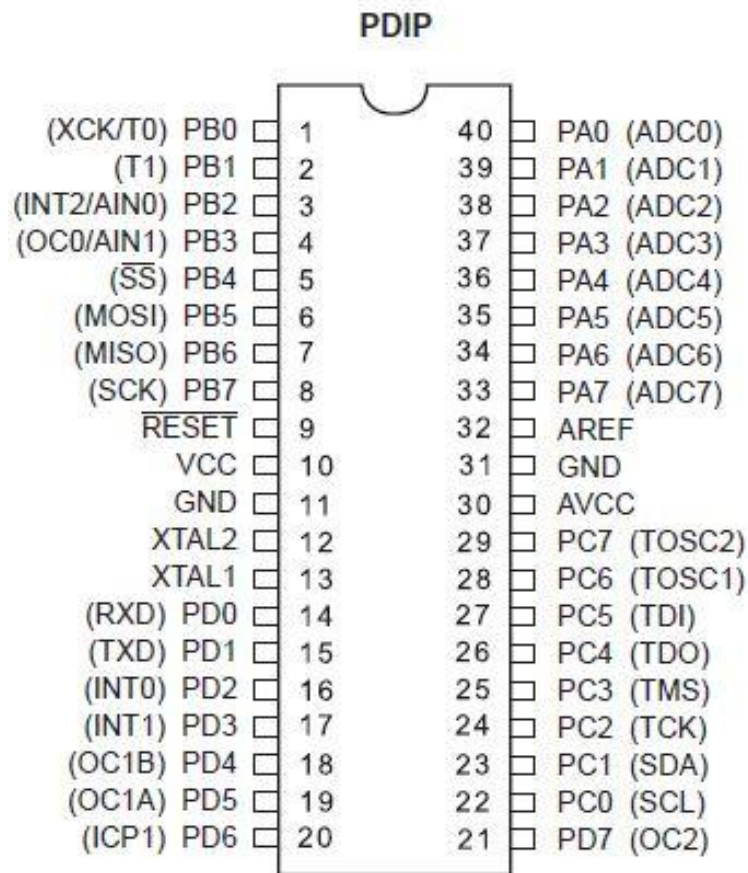 PDIP
(XCK/T0) PB0 1 40 PA0 (ADC0)
(T1) PB1 2 39 PA1 (ADC1)
(INT2/AIN0) PB2 3 38 PA2 (ADC2)
(OC0/AIN1) PB3 4 37 PA3 (ADC3)
(S̅S̅) PB4 5 36 PA4 (ADC4)
(MOSI) PB5 6 35 PA5 (ADC5)
(MISO) PB6 7 34 PA6 (ADC6)
(SCK) PB7 8 33 PA7 (ADC7)
R̅E̅S̅E̅T̅ 9 32 AREF
VCC 10 31 GND
GND 11 30 AVCC
XTAL2 12 29 PC7 (TOSC2)
XTAL1 13 28 PC6 (TOSC1)
(RXD) PD0 14 27 PC5 (TDI)
(TXD) PD1 15 26 PC4 (TDO)
(INT0) PD2 16 25 PC3 (TMS)
(INT1) PD3 17 24 PC2 (TCK)
(OC1B) PD4 18 23 PC1 (SDA)
(OC1A) PD5 19 22 PC0 (SCL)
(ICP1) PD6 20 21 PD7 (OC2)